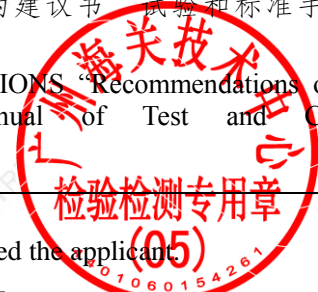 的建议书 试验和标准手
IONS “Recommendations o
nual of Test and C
广州海关技术中心
检验检测专用章
ed the applicant.
(05)
401060154261